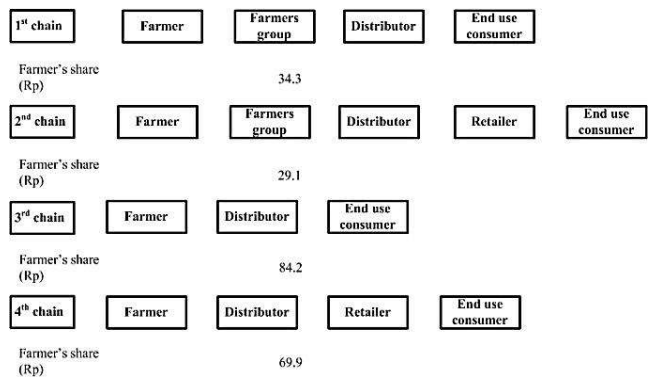 1st chain
Farmer
Farmers
group
Distributor
End use
consumer
Farmer's share
(Rp)
34.3
2nd chain
Farmer
Farmers
group
Distributor
Retailer
End use
consumer
Farmer's share
(Rp)
29.1
3rd chain
Farmer
Distributor
End use
consumer
Farmer's share
(Rp)
84.2
4th chain
Farmer
Distributor
Retailer
End use
consumer
Farmer's share
(Rp)
69.9